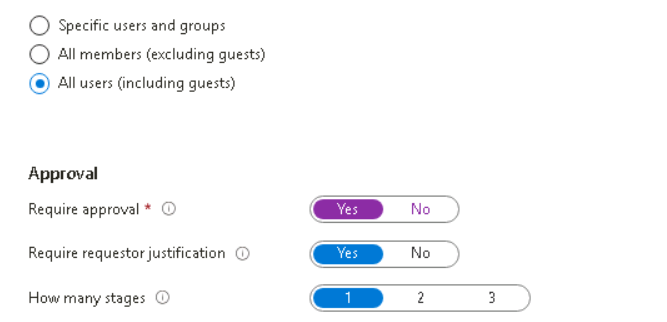 Specific users and groups
All members (excluding guests)
All users (including guests)
Approval
Require approval * Yes No
Require requestor justification Yes No
How many stages 1 2 3